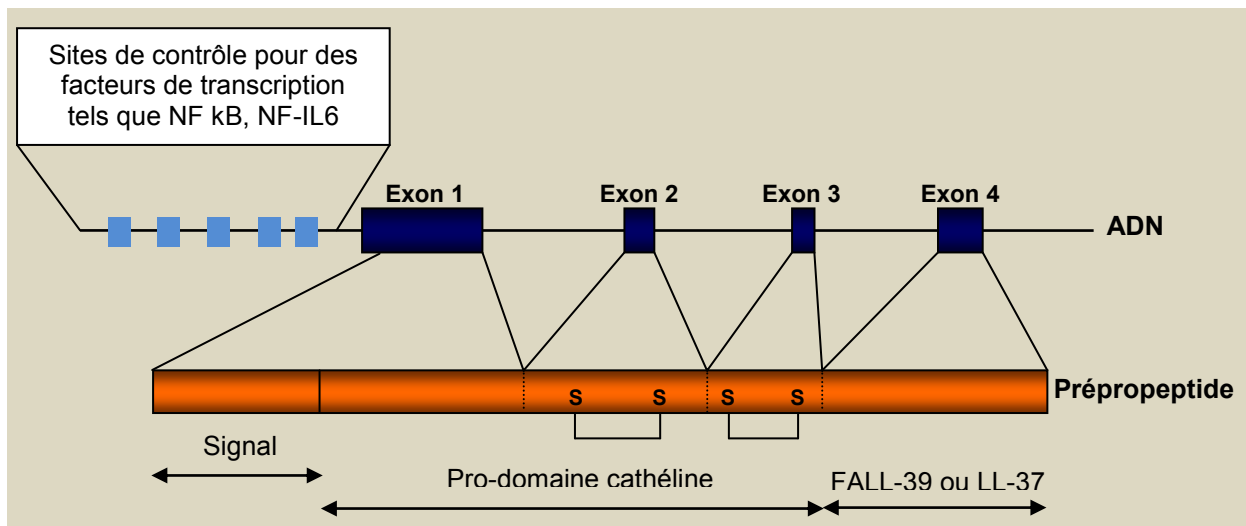 Sites de contrôle pour des
facteurs de transcription
tels que NF kB, NF-IL6
Exon 1
Exon 2
Exon 3
Exon 4
ADN
S
S
S
S
Prépropeptide
Signal
Pro-domaine cathéline
FALL-39 ou LL-37